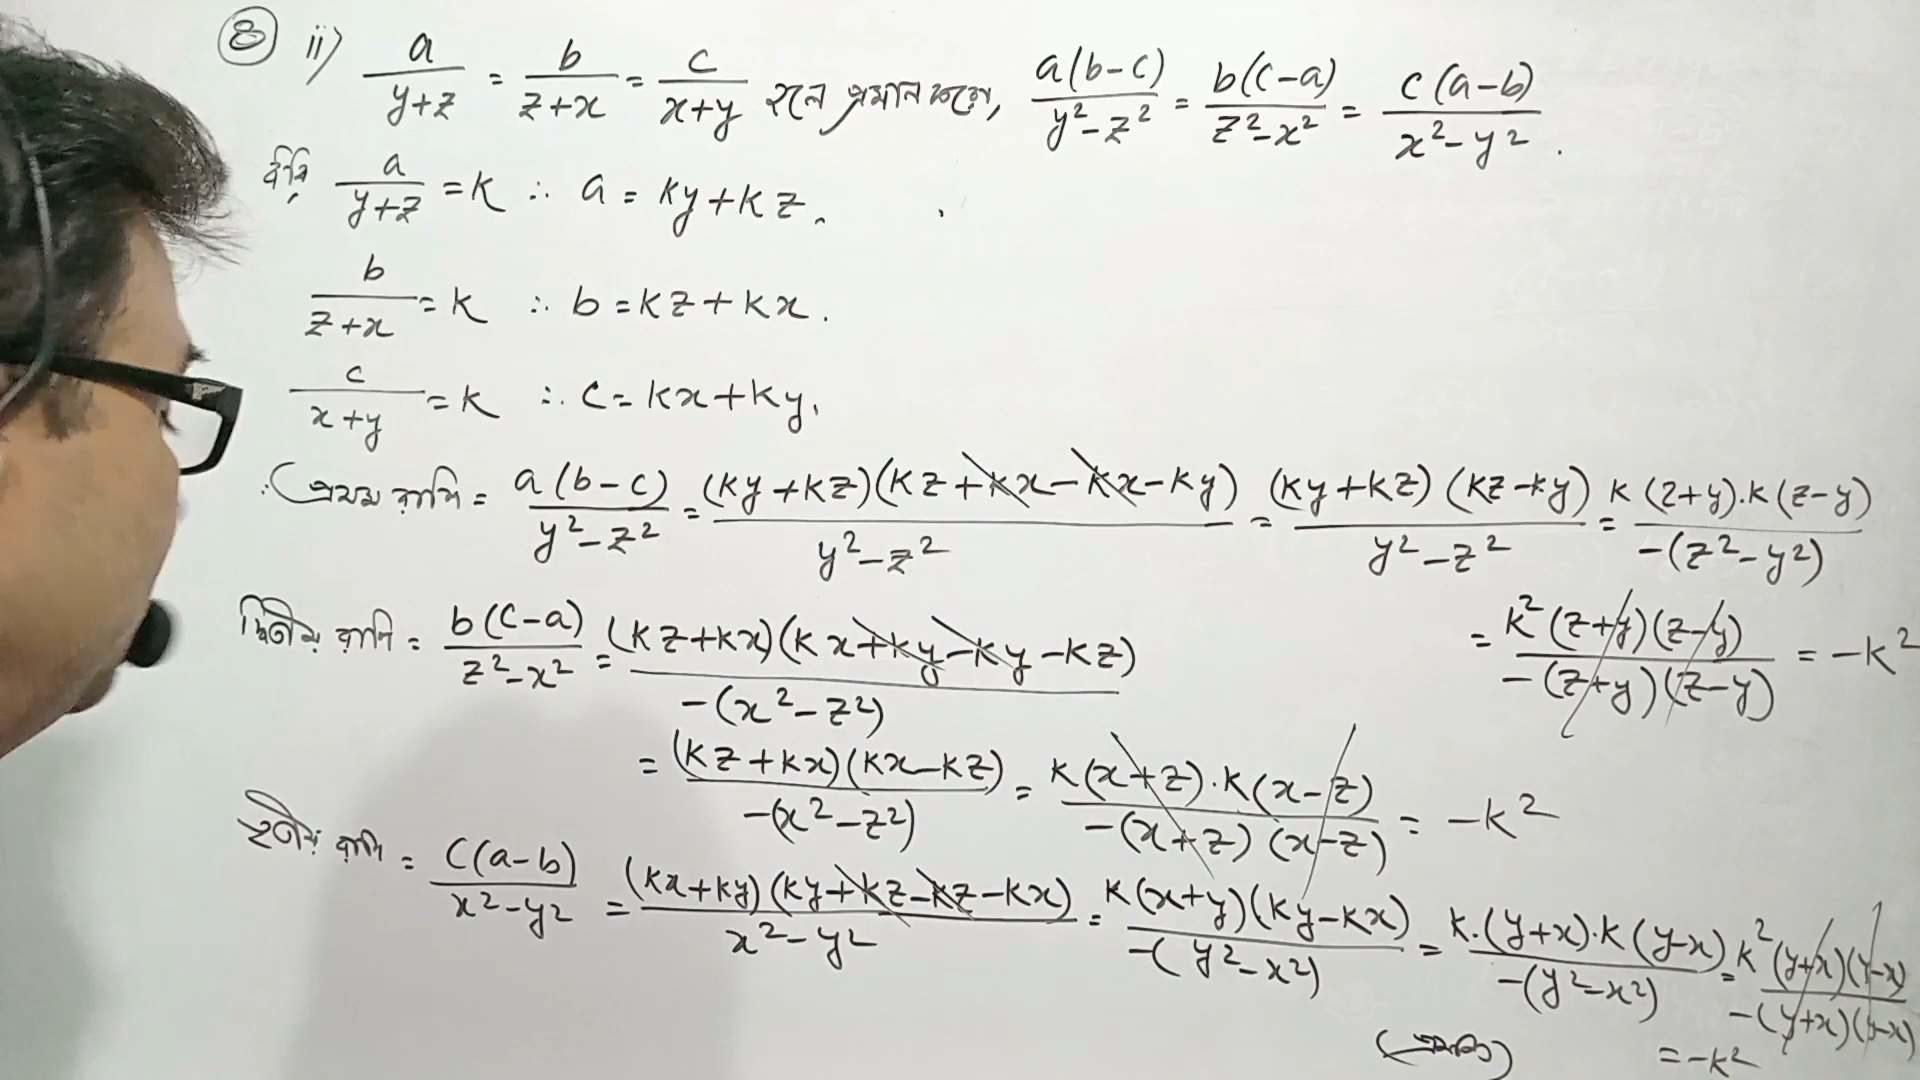 8 ii) a/(y+z) = b/(z+x) = c/(x+y) হলে প্রমান করো, a(b-c)/(y²-z²) = b(c-a)/(z²-x²) = c(a-b)/(x²-y²).
ধরি, a/(y+z) = k ∴ a = ky+kz.
b/(z+x) = k ∴ b = kz+kx.
c/(x+y) = k ∴ c = kx+ky.
∴ প্রথম রাশি = a(b-c)/(y²-z²) = (ky+kz)(kz+kx-kx-ky)/(y²-z²) = (ky+kz)(kz-ky)/(y²-z²) = k(z+y).k(z-y)/-(z²-y²)
= k²(z+y)(z-y)/-(z+y)(z-y) = -k²
দ্বিতীয় রাশি = b(c-a)/(z²-x²) = (kz+kx)(kx+ky-ky-kz)/-(x²-z²)
= (kz+kx)(kx-kz)/-(x²-z²) = k(x+z).k(x-z)/-(x+z)(x-z) = -k²
তৃতীয় রাশি = c(a-b)/(x²-y²) = (kx+ky)(ky+kz-kz-kx)/(x²-y²) = k(x+y)(ky-kx)/-(y²-x²) = k.(y+x).k(y-x)/-(y²-x²) = k²(y+x)(y-x)/-(y+x)(y-x)
(প্রমানিত) = -k²